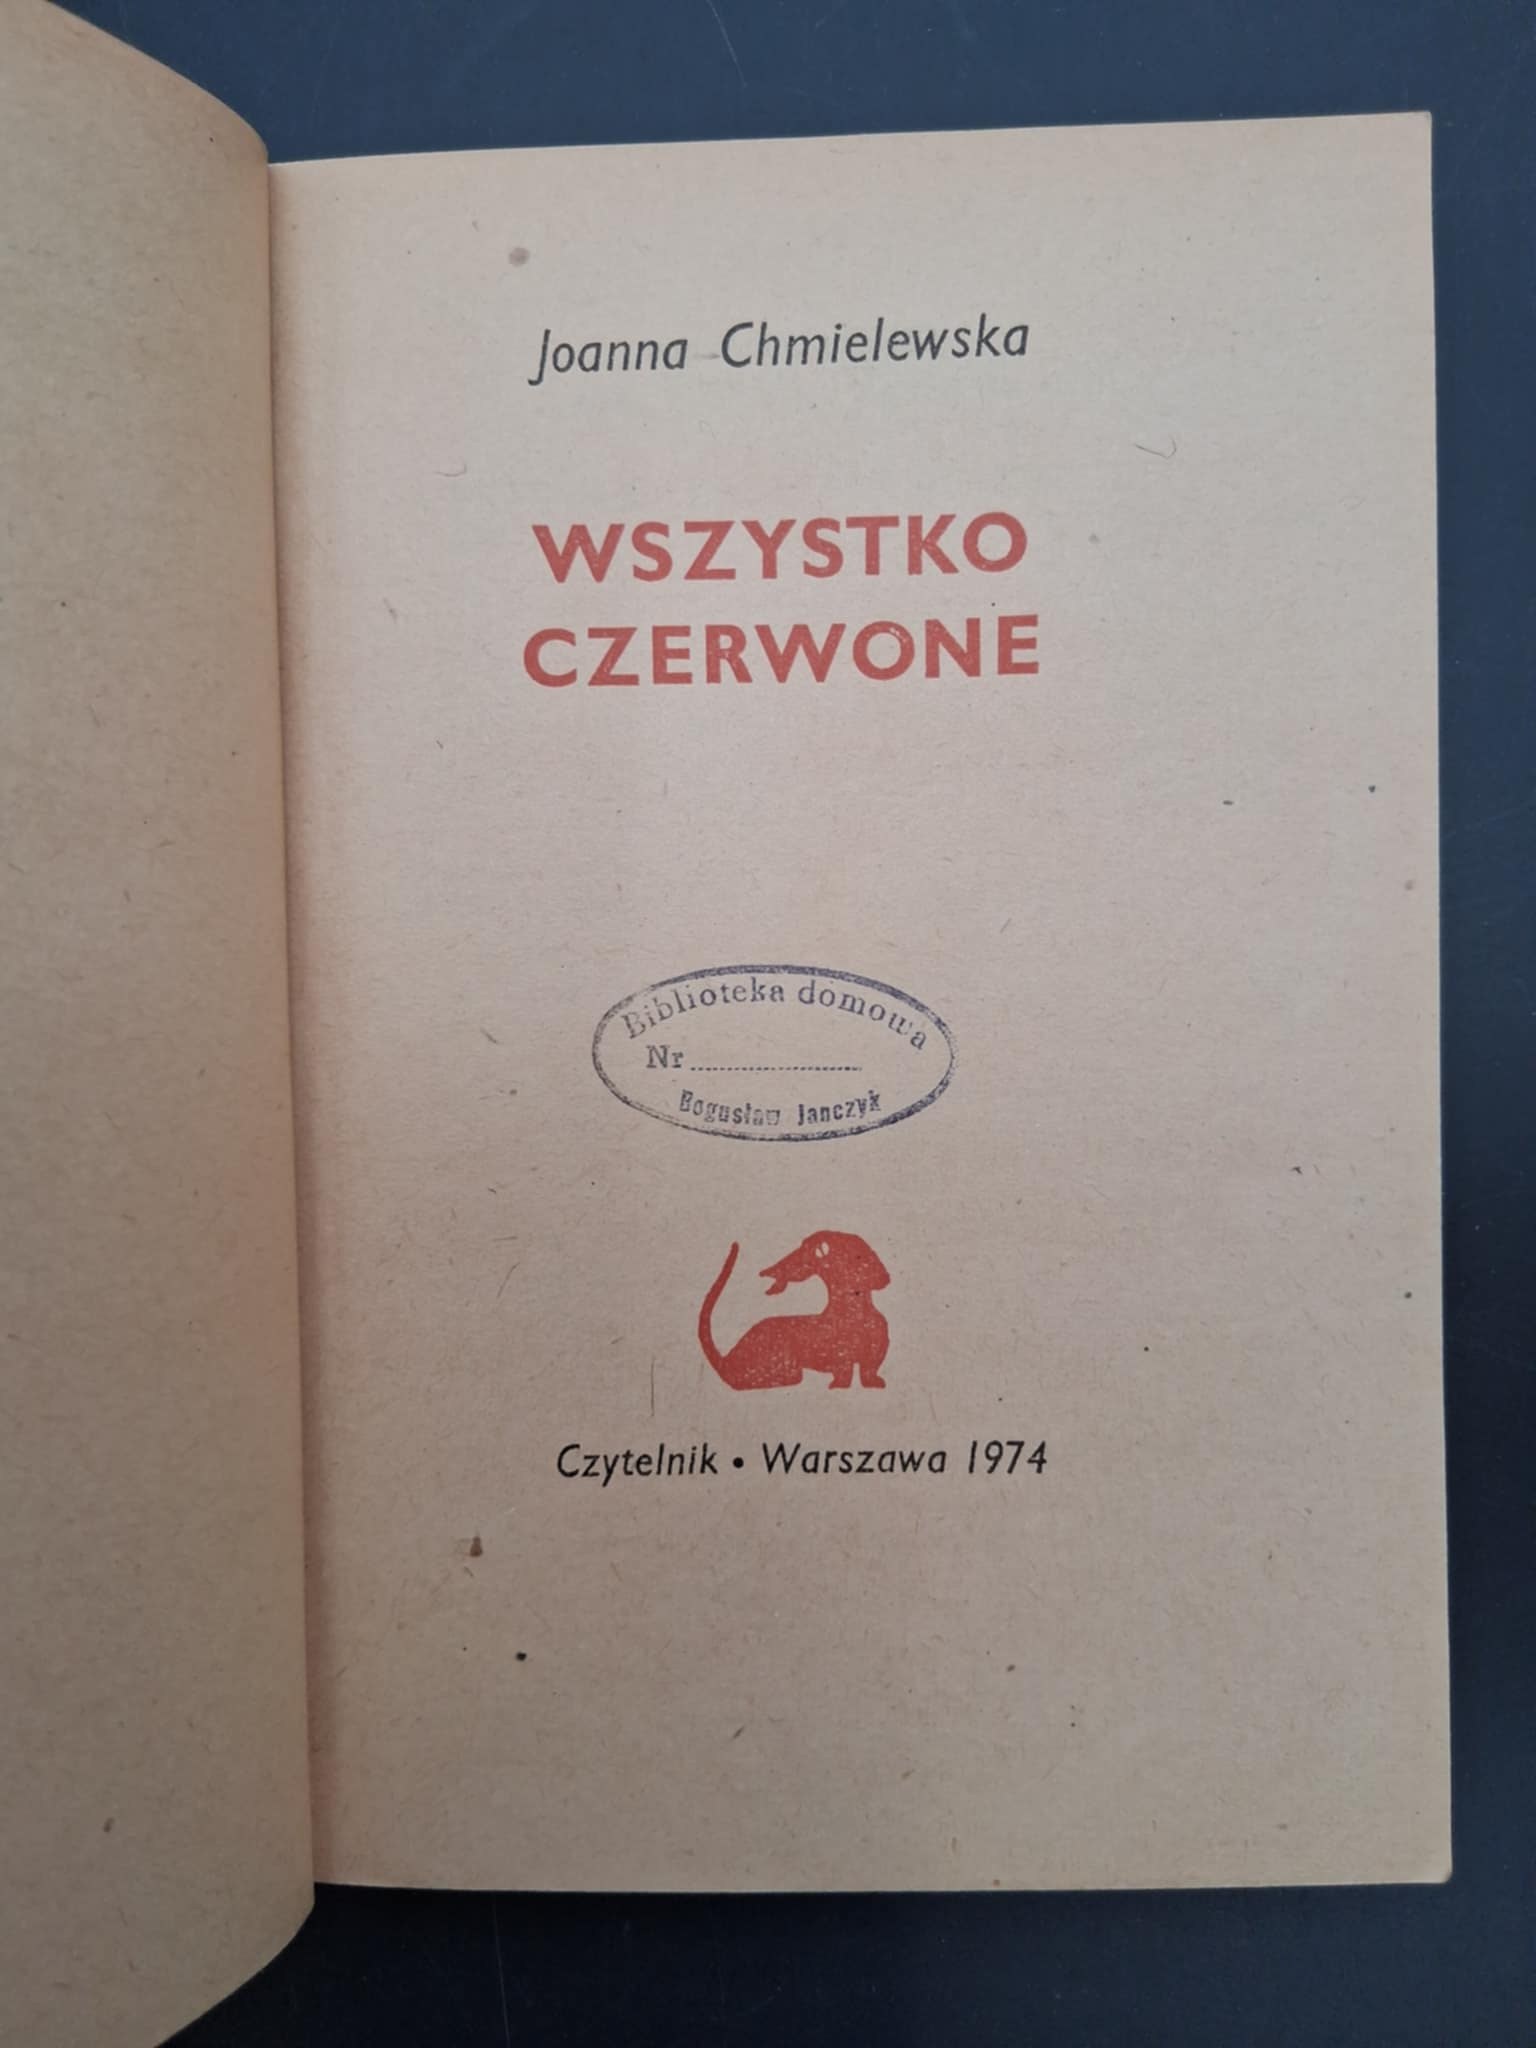 Joanna Chmielewska
WSZYSTKO
CZERWONE
Biblioteka domowa
Nr
Bogusław Janczyk
Czytelnik • Warszawa 1974